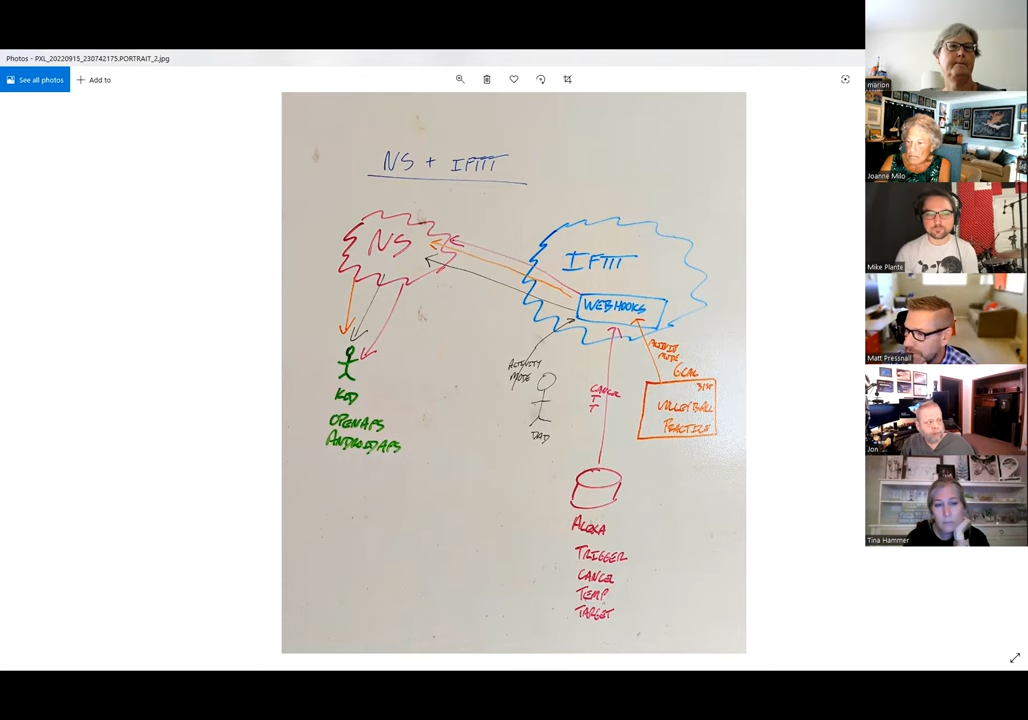 Photos - PXL_20220915_230742175.PORTRAIT_2.jpg
See all photos
Add to
NS + IFTTT
NS
IFTTT
WEBHOOKS
ACTIVITY
MODE
DAD
CANCEL
T
T
ACTIVITY
MODE
GCAL
VOLLEYBALL
PRACTICE
KID
OPENAPS
ANDROIDAPS
ALEXA
TRIGGER
CANCEL
TEMP
TARGET
marion
Joanne Milo
Mike Plante
Matt Pressnall
Jon
Tina Hammer